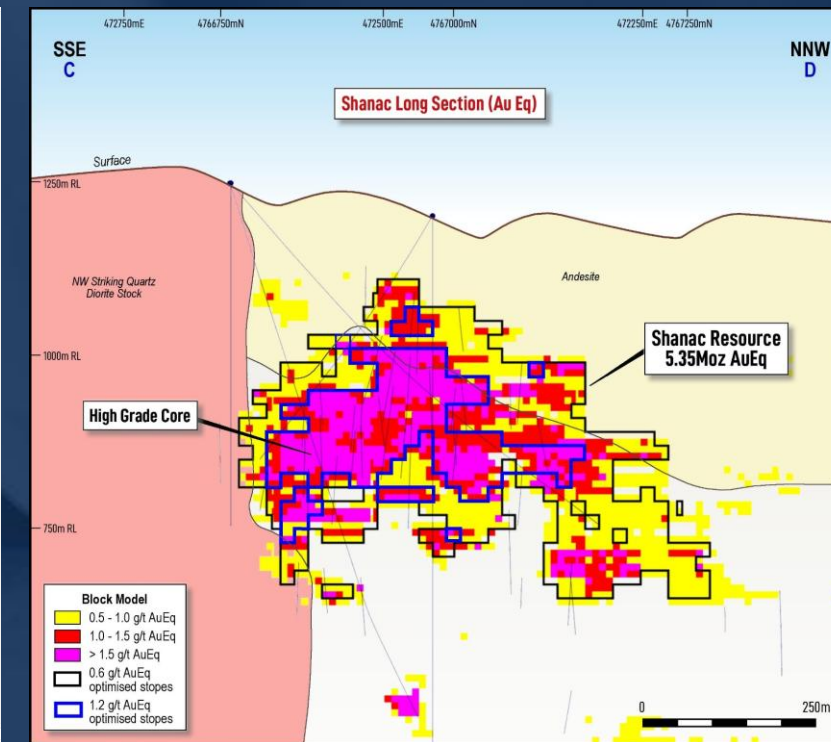 472750mE 4766750mN 472500mE 4767000mN 472250mE 4767250mN
SSE
C
NNW
D
Shanac Long Section (Au Eq)
Surface
1250m RL
NW Striking Quartz
Diorite Stock
Andesite
1000m RL
Shanac Resource
5.35Moz AuEq
High Grade Core
750m RL
Block Model
0.5 - 1.0 g/t AuEq
1.0 - 1.5 g/t AuEq
> 1.5 g/t AuEq
0.6 g/t AuEq
optimised stopes
1.2 g/t AuEq
optimised stopes
0 250m